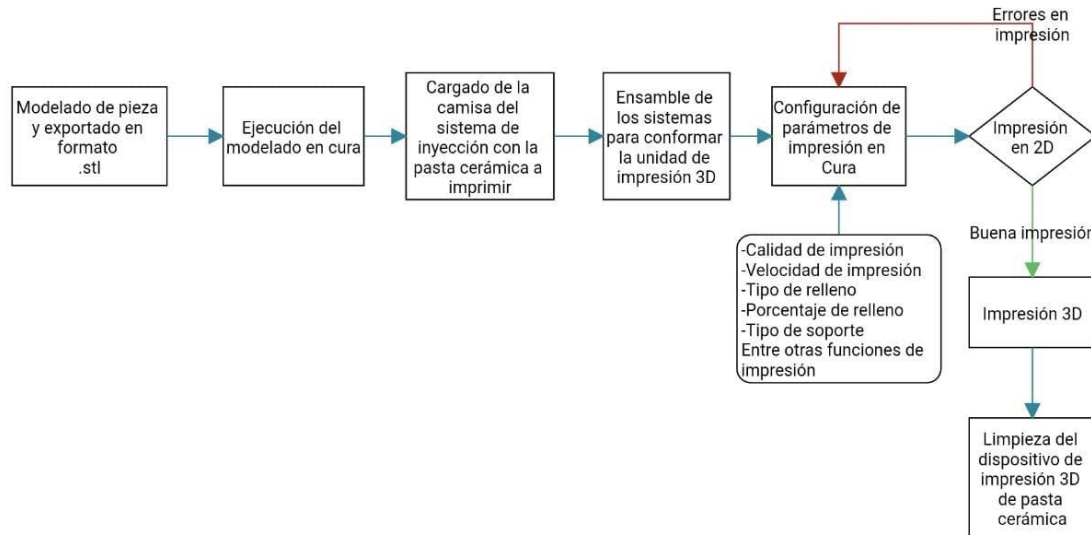 Modelado de pieza
y exportado en
formato
.stl
Ejecución del
modelado en cura
Cargado de la
camisa del
sistema de
inyección con la
pasta cerámica a
imprimir
Ensamble de
los sistemas
para conformar
la unidad de
impresión 3D
Configuración de
parámetros de
impresión en
Cura
-Calidad de impresión
-Velocidad de impresión
-Tipo de relleno
-Porcentaje de relleno
-Tipo de soporte
Entre otras funciones de
impresión
Errores en
impresión
Impresión
en 2D
Buena impresión
Impresión 3D
Limpieza del
dispositivo de
impresión 3D
de pasta
cerámica